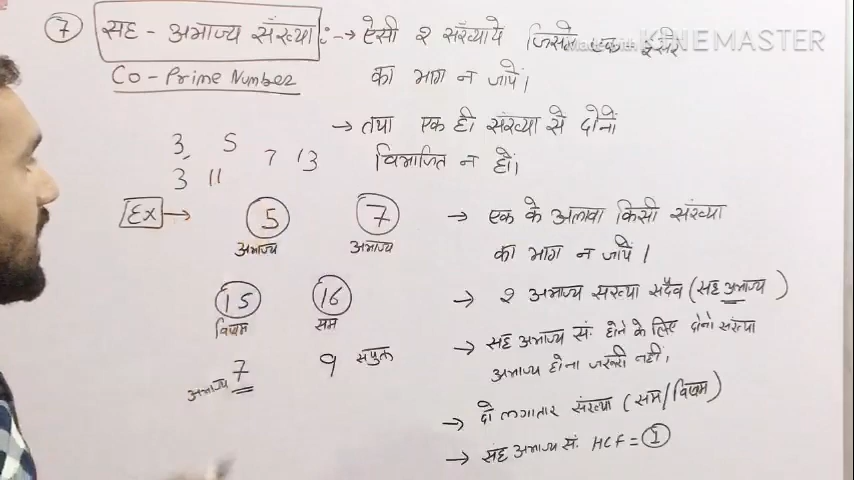 7 सह - अभाज्य संख्या :-→ ऐसी २ संख्यायें जिसमें एक दूसरे
KINEMASTER
Co - Prime Number का भाग न जायें।
→ तथा एक ही संख्या से दोनों
3, 5 7 13 विभाजित न हों।
3 11
Ex → 5 7 → एक के अलावा किसी संख्या
अभाज्य अभाज्य का भाग न जायें।
15 16 → २ अभाज्य संख्या सदैव (सह अभाज्य)
विषम सम → सह अभाज्य सं. होने के लिए दोनों संख्या
अभाज्य 7 9 संयुक्त अभाज्य होना जरूरी नहीं।
→ दो लगातार संख्या (सम/विषम)
→ सह अभाज्य सं. HCF = 1